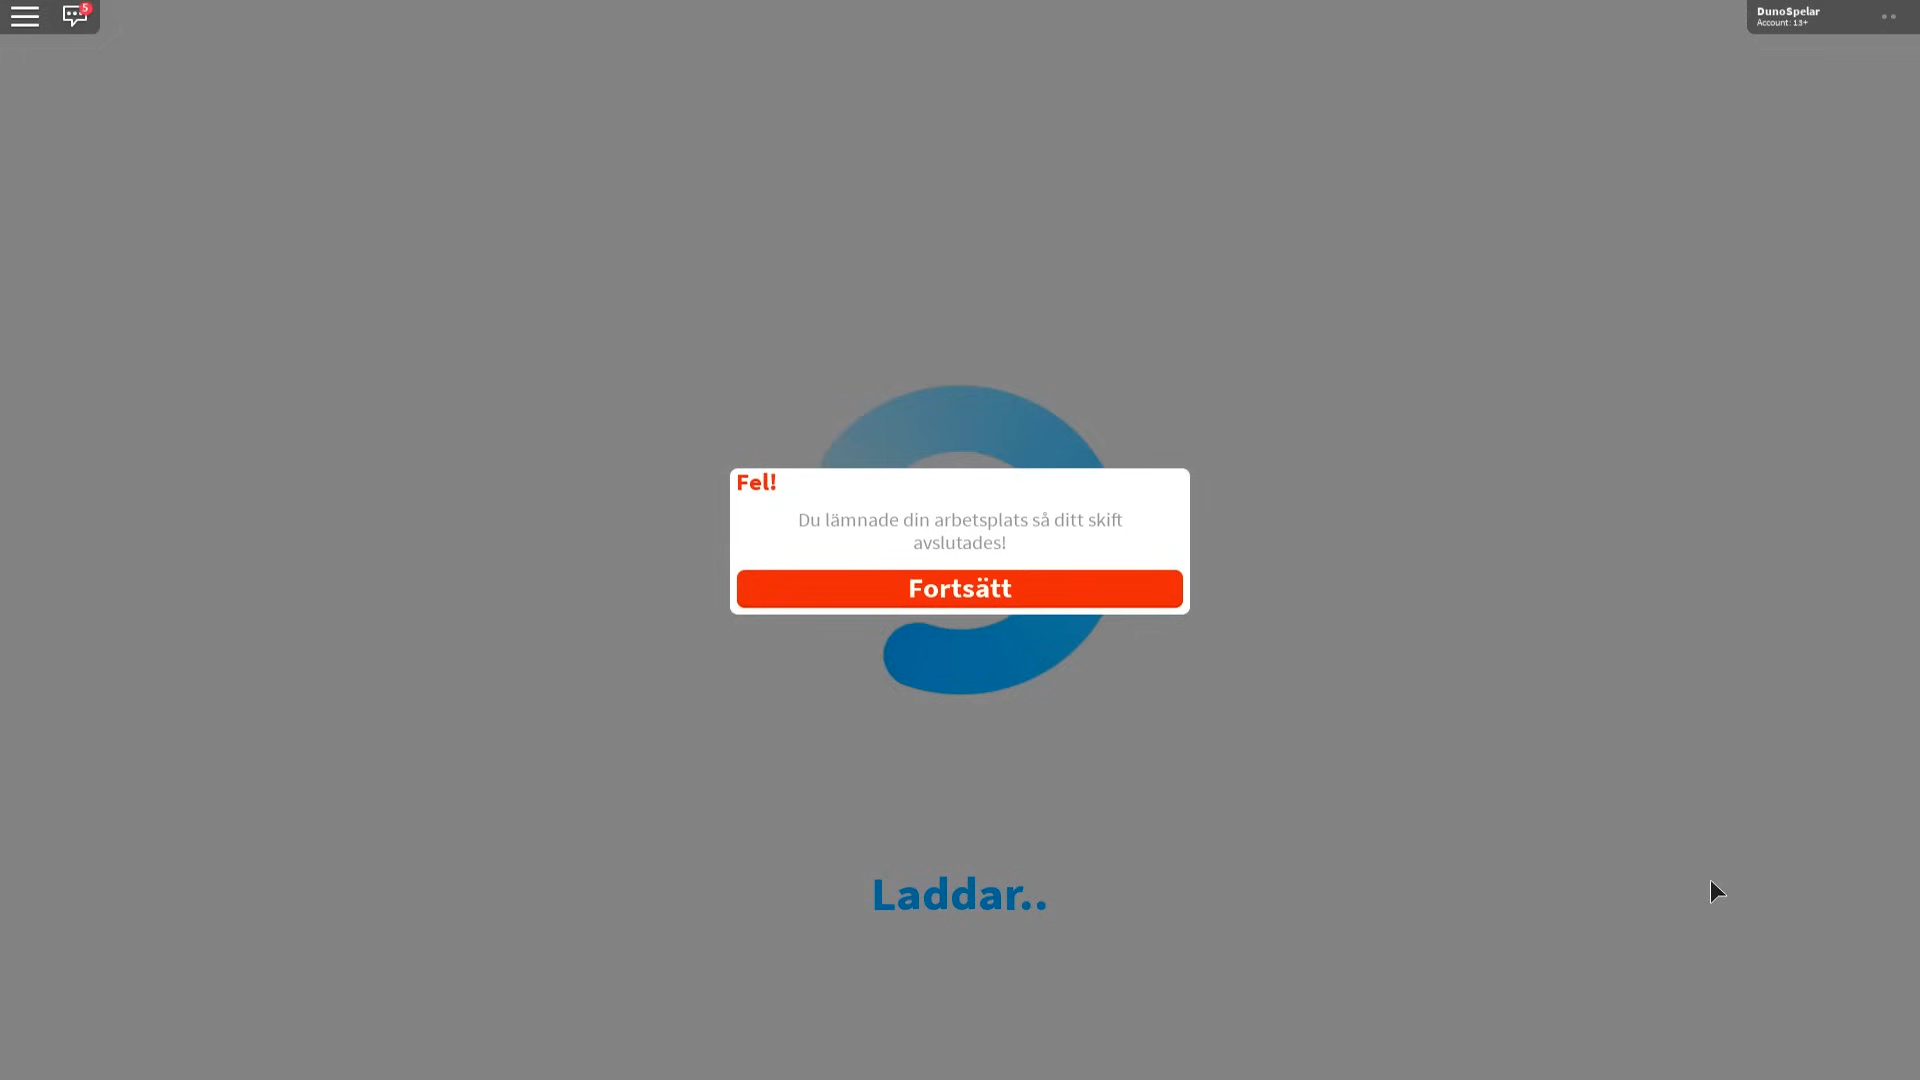 5
DunoSpelar
Account: 13+
Fel!
Du lämnade din arbetsplats så ditt skift
avslutades!
Fortsätt
Laddar..